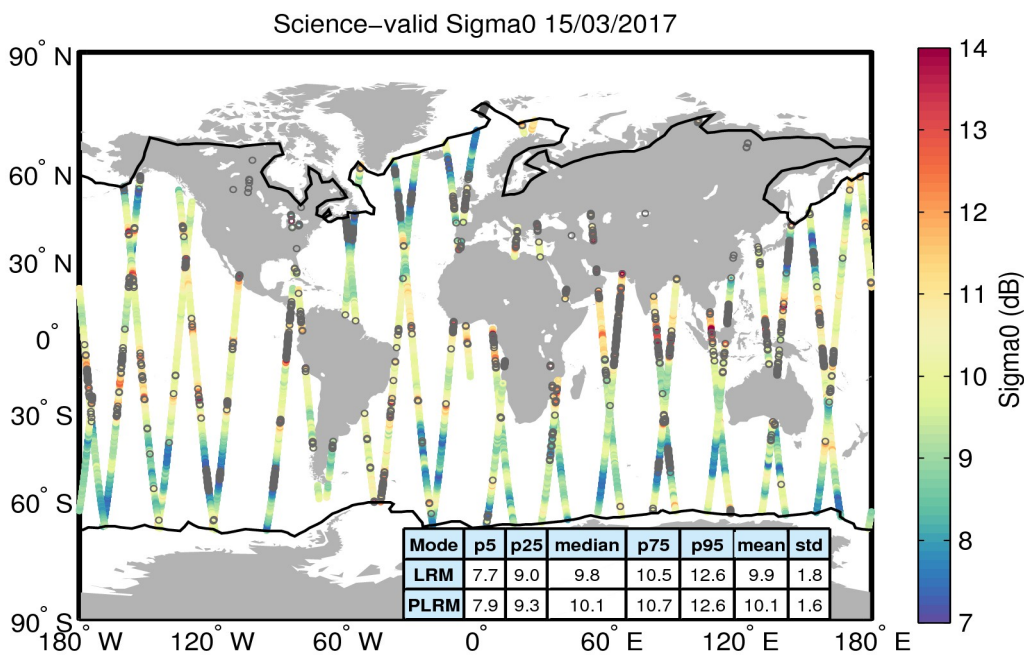 Science−valid Sigma0 15/03/2017
90° N
60° N
30° N
0°
30° S
60° S
90° S
180° W 120° W 60° W 0° 60° E 120° E 180° E
Mode p5 p25 median p75 p95 mean std
LRM 7.7 9.0 9.8 10.5 12.6 9.9 1.8
PLRM 7.9 9.3 10.1 10.7 12.6 10.1 1.6
14
13
12
11
10
9
8
7
Sigma0 (dB)